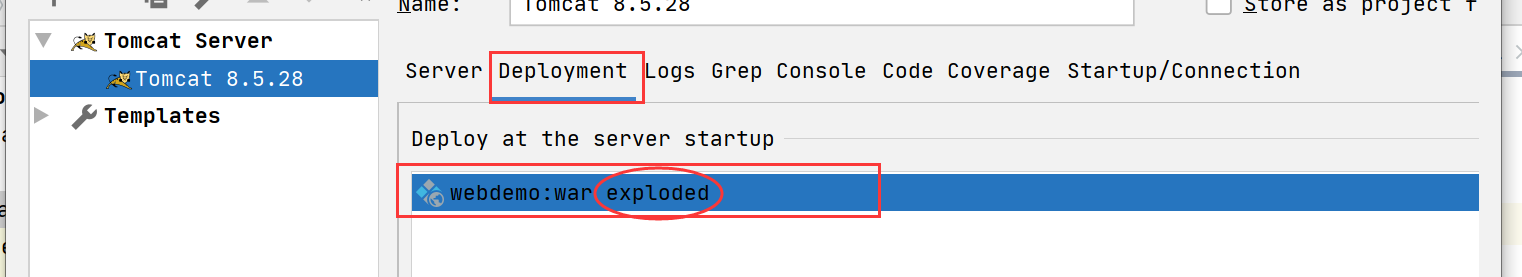 Name: Tomcat 8.5.28 Store as project f
Tomcat Server
Tomcat 8.5.28
Templates
Server Deployment Logs Grep Console Code Coverage Startup/Connection
Deploy at the server startup
webdemo:war exploded